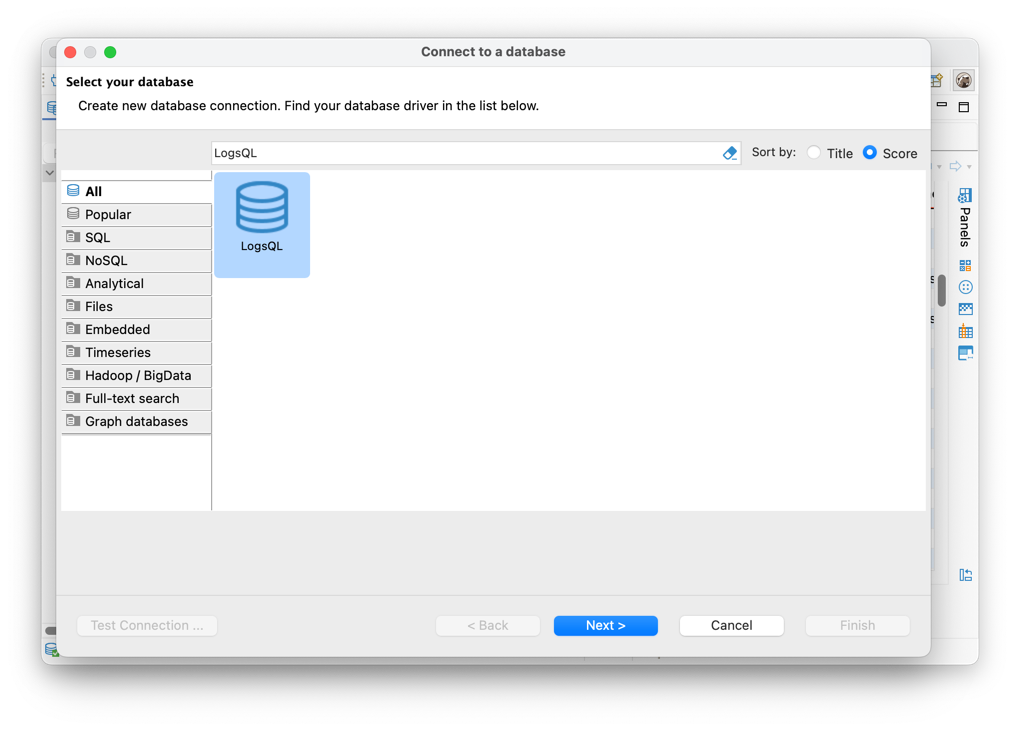 Connect to a database
Select your database
Create new database connection. Find your database driver in the list below.
LogsQL
Sort by:
Title
Score
All
Popular
SQL
NoSQL
Analytical
Files
Embedded
Timeseries
Hadoop / BigData
Full-text search
Graph databases
LogsQL
Panels
Test Connection ...
< Back
Next >
Cancel
Finish